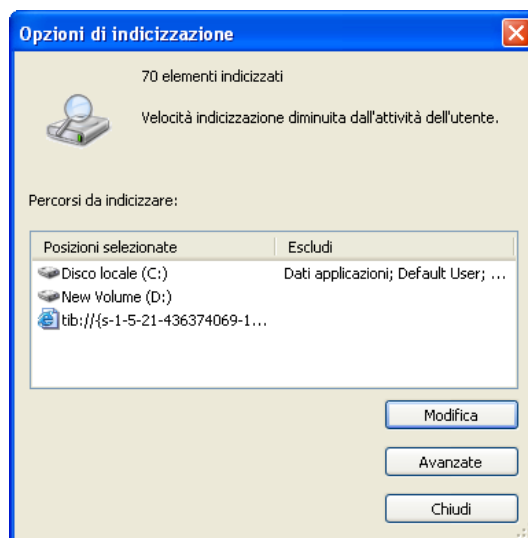 Opzioni di indicizzazione
70 elementi indicizzati
Velocità indicizzazione diminuita dall'attività dell'utente.
Percorsi da indicizzare:
Posizioni selezionate Escludi
Disco locale (C:) Dati applicazioni; Default User; ...
New Volume (D:)
tib://{s-1-5-21-436374069-1...
Modifica
Avanzate
Chiudi